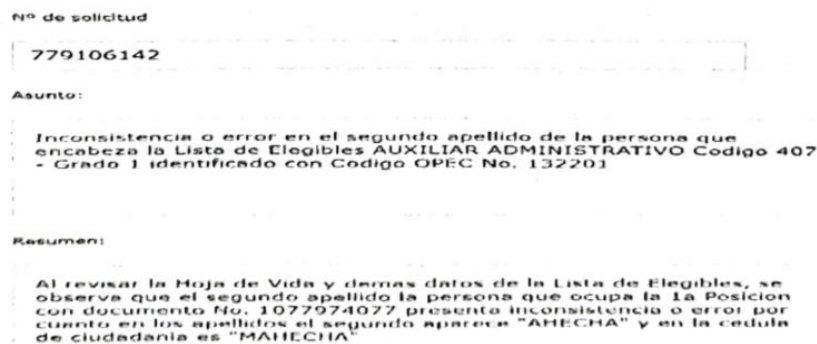 Nº de solicitud
779106142
Asunto:
Inconsistencia o error en el segundo apellido de la persona que
encabeza la Lista de Elegibles AUXILIAR ADMINISTRATIVO Codigo 407
- Grado 1 identificado con Codigo OPEC No. 132201
Resumen:
Al revisar la Hoja de Vida y demas datos de la Lista de Elegibles, se
observa que el segundo apellido la persona que ocupa la 1a Posicion
con documento No. 1077974077 presenta inconsistencia o error por
cuanto en los apellidos el segundo aparece "AHECHA" y en la cedula
de ciudadania es "MAHECHA"